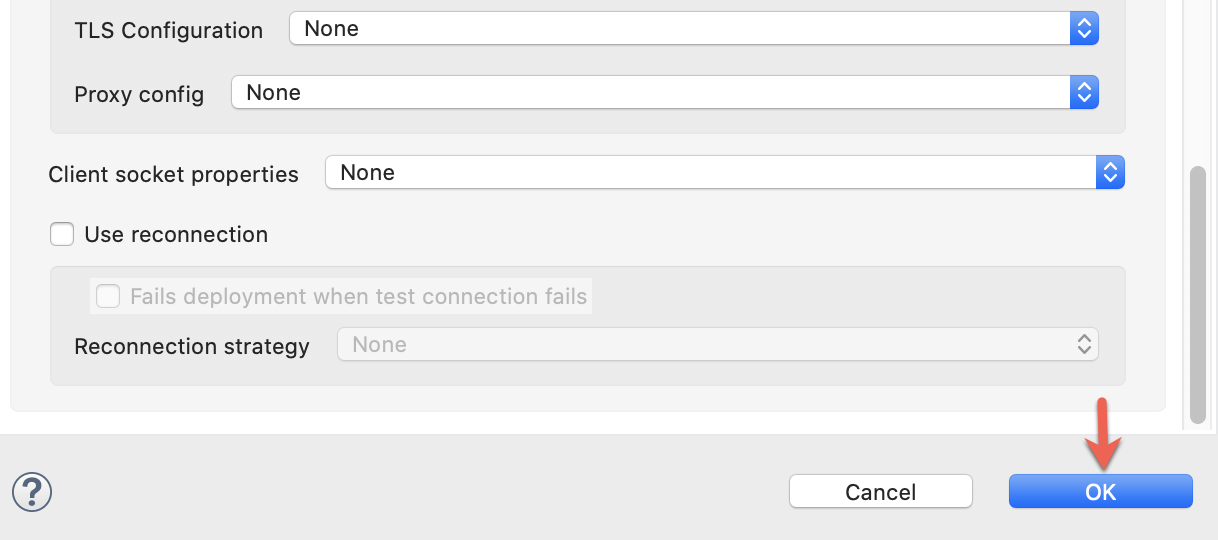 TLS Configuration None
Proxy config None
Client socket properties None
Use reconnection
Fails deployment when test connection fails
Reconnection strategy None
? Cancel OK